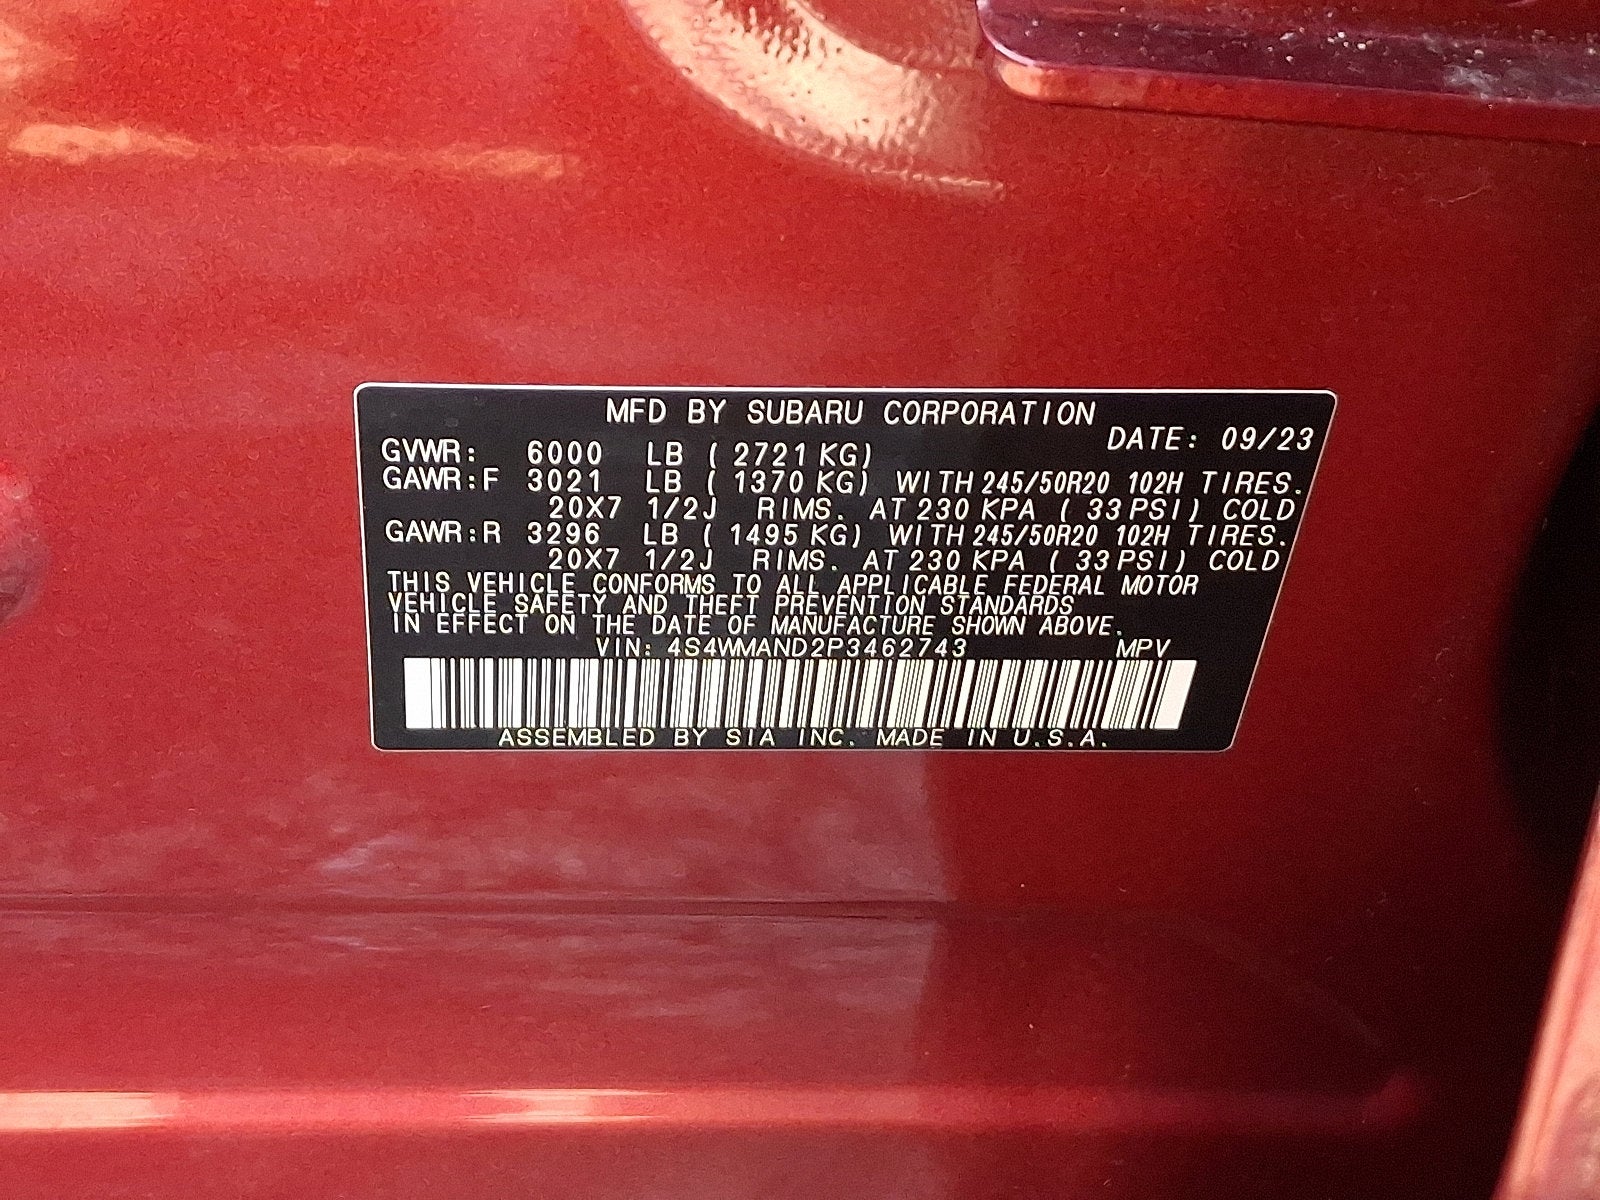 MFD BY SUBARU CORPORATION
DATE: 09/23
GVWR: 6000 LB ( 2721 KG)
GAWR:F 3021 LB ( 1370 KG) WITH 245/50R20 102H TIRES.
20X7 1/2J RIMS. AT 230 KPA ( 33 PSI) COLD
GAWR:R 3296 LB ( 1495 KG) WITH 245/50R20 102H TIRES.
20X7 1/2J RIMS. AT 230 KPA ( 33 PSI) COLD
THIS VEHICLE CONFORMS TO ALL APPLICABLE FEDERAL MOTOR
VEHICLE SAFETY AND THEFT PREVENTION STANDARDS
IN EFFECT ON THE DATE OF MANUFACTURE SHOWN ABOVE.
VIN: 4S4WMAND2P3462743 MPV
ASSEMBLED BY SIA INC. MADE IN U.S.A.